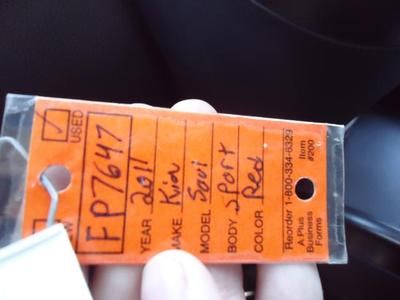 ✓ USED
FP7647
YEAR 2011
MAKE Kia
MODEL Soul
BODY Sport
COLOR Red
Reorder 1-800-334-6329
A Plus Item
Business #200
Forms